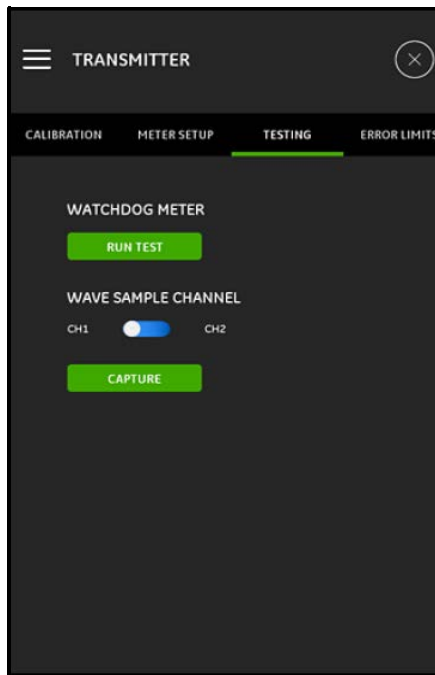 TRANSMITTER
CALIBRATION METER SETUP TESTING ERROR LIMITS
WATCHDOG METER
RUN TEST
WAVE SAMPLE CHANNEL
CH1 CH2
CAPTURE